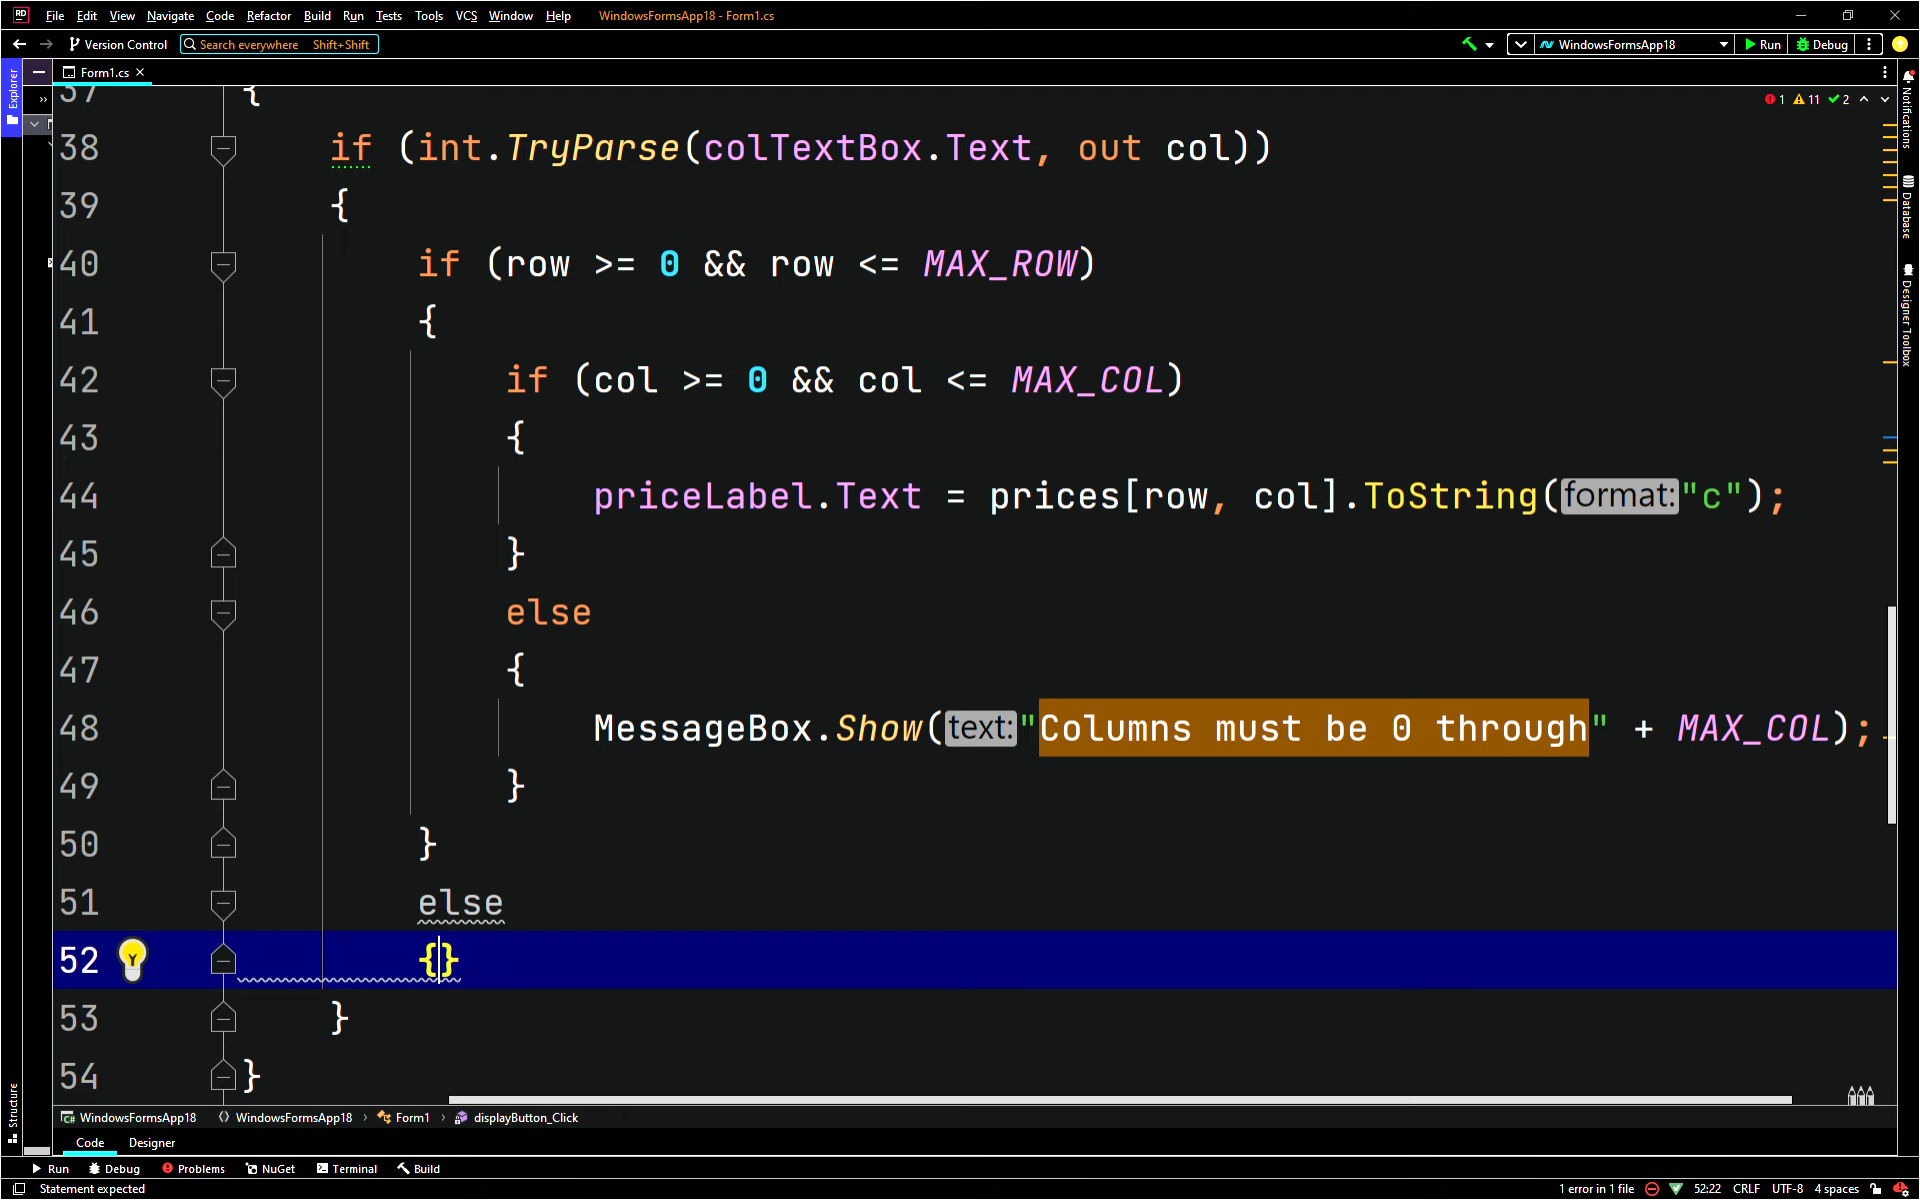 RD File Edit View Navigate Code Refactor Build Run Tests Tools VCS Window Help WindowsFormsApp18 - Form1.cs
Version Control Search everywhere Shift+Shift WindowsFormsApp18 Run Debug
Explorer
Form1.cs
Notifications
Database
Designer Toolbox
1 11 2
37 {
38 if (int.TryParse(colTextBox.Text, out col))
39 {
40 if (row >= 0 && row <= MAX_ROW)
41 {
42 if (col >= 0 && col <= MAX_COL)
43 {
44 priceLabel.Text = prices[row, col].ToString(format:"c");
45 }
46 else
47 {
48 MessageBox.Show(text:"Columns must be 0 through" + MAX_COL);
49 }
50 }
51 else
52 {}
53 }
54 }
Structure
C# WindowsFormsApp18 WindowsFormsApp18 › Form1 › displayButton_Click
Code Designer
Run Debug Problems NuGet Terminal Build
Statement expected 1 error in 1 file 52:22 CRLF UTF-8 4 spaces